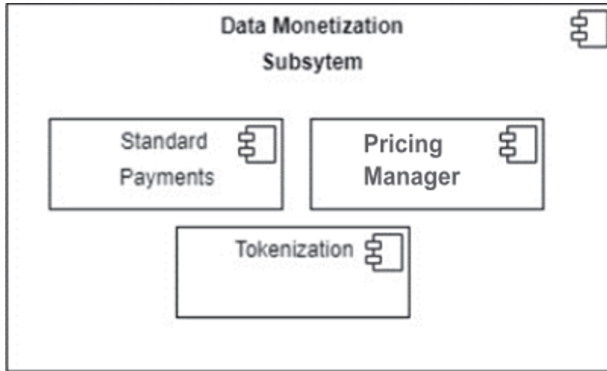 Data Monetization
Subsytem
Standard
Payments
Pricing
Manager
Tokenization